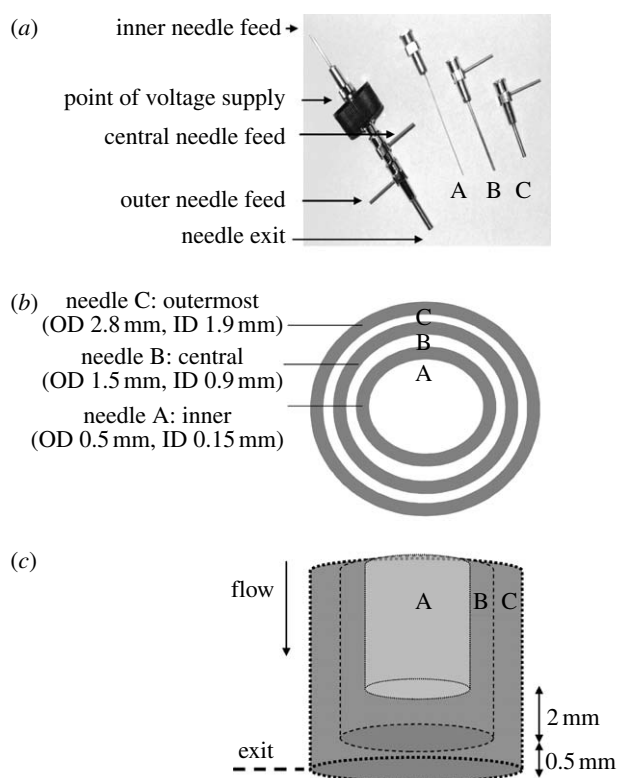 (a)
inner needle feed
point of voltage supply
central needle feed
outer needle feed
needle exit
A
B
C
(b)
needle C: outermost
(OD 2.8 mm, ID 1.9 mm)
needle B: central
(OD 1.5 mm, ID 0.9 mm)
needle A: inner
(OD 0.5 mm, ID 0.15 mm)
C
B
A
(c)
flow
A
B
C
2 mm
exit
0.5 mm